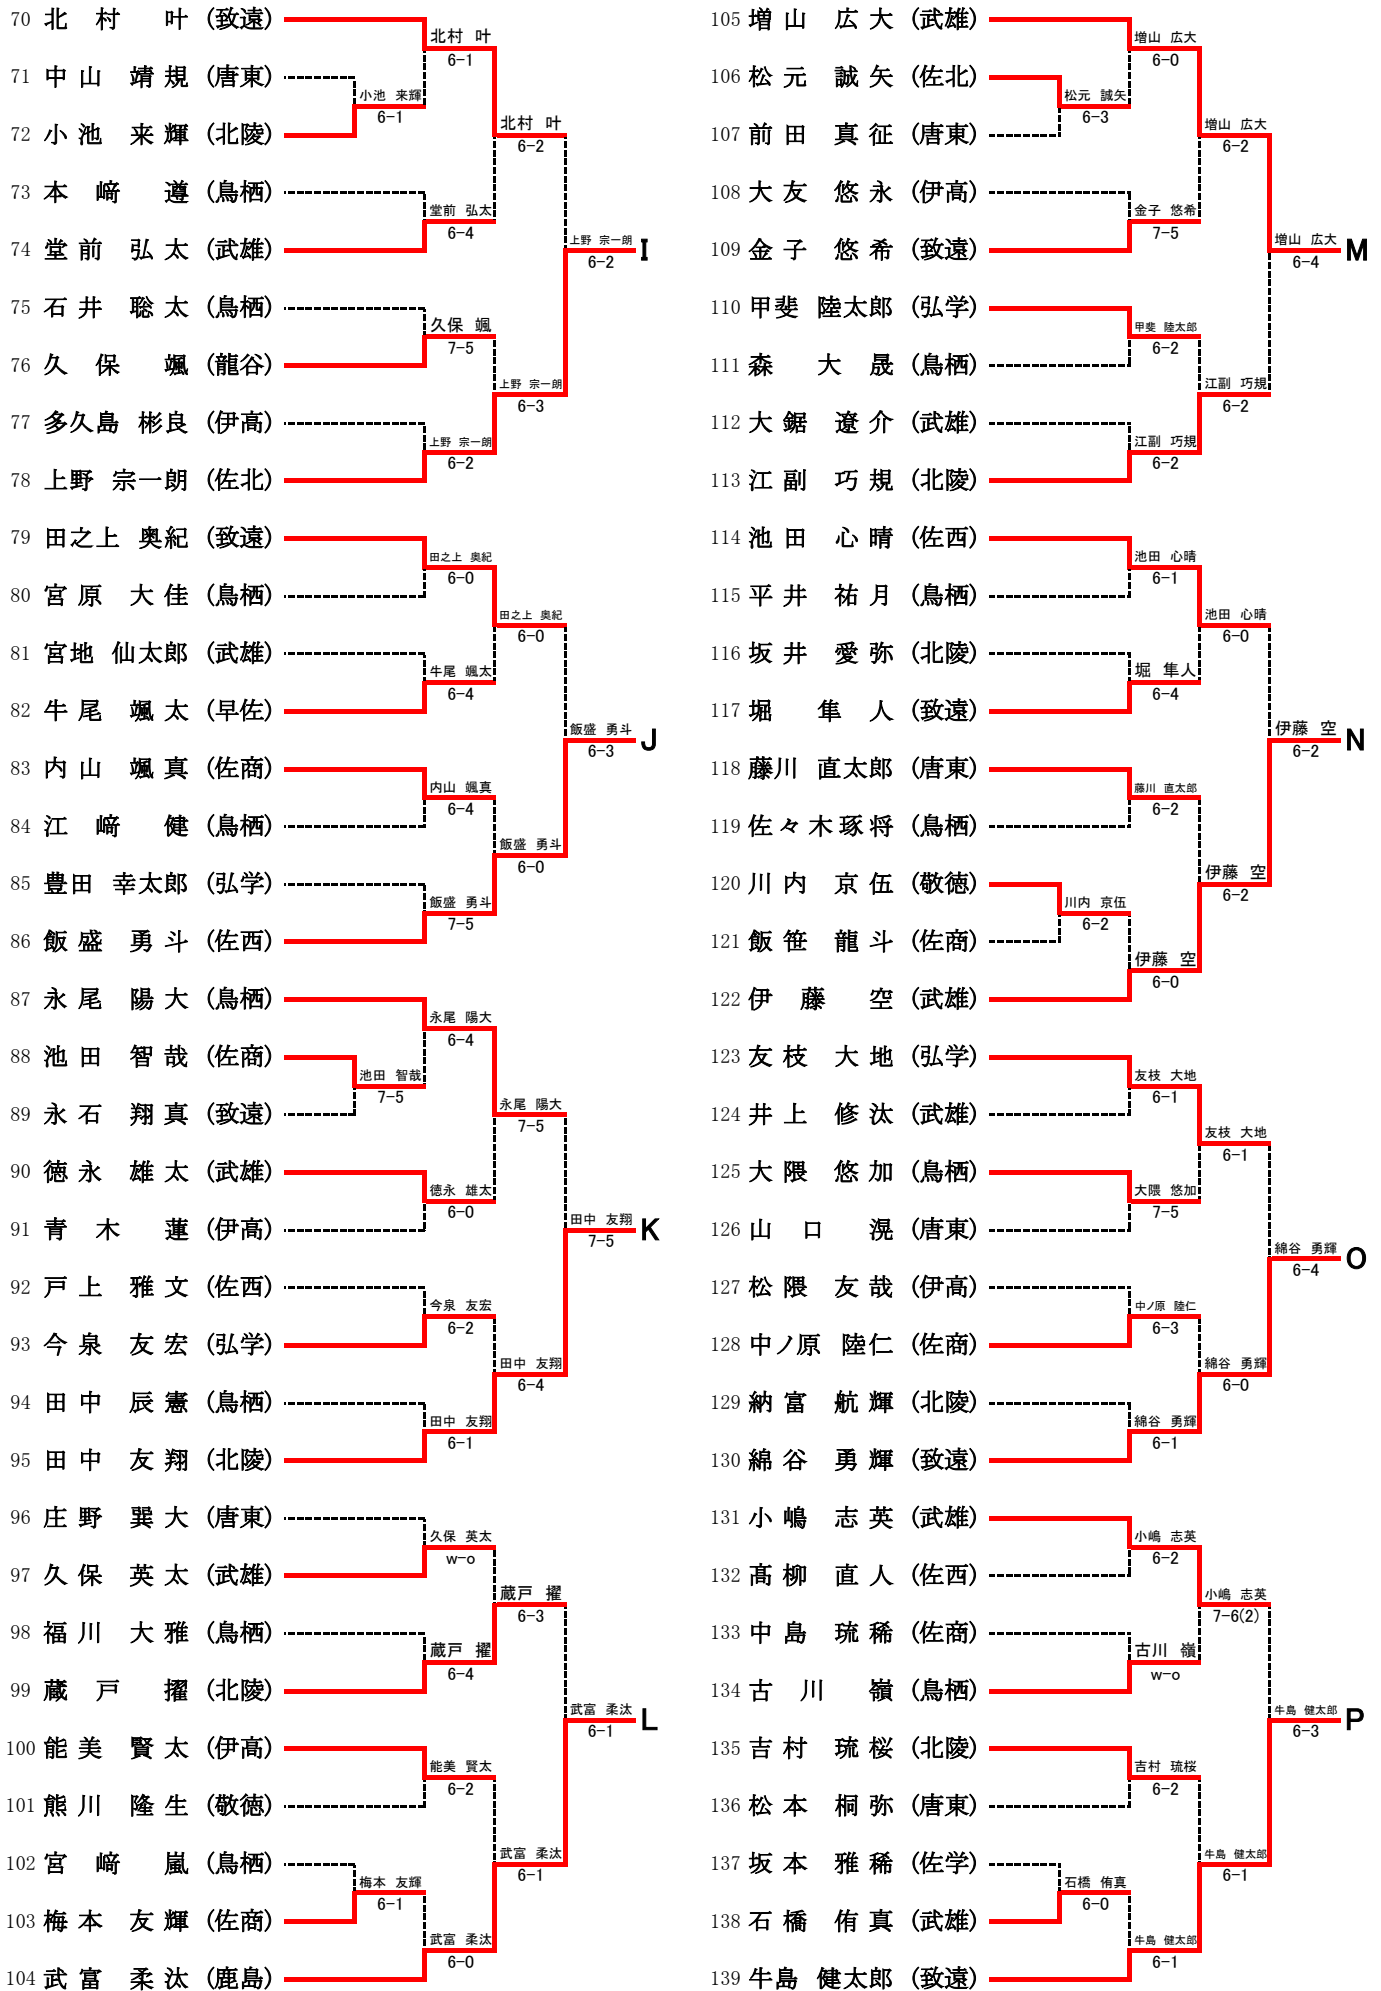 70 北村 叶 (致遠)
北村 叶
6-1
71 中山 靖規 (唐東)
小池 来輝
6-1
72 小池 来輝 (北陵)
北村 叶
6-2
73 本﨑 遵 (鳥栖)
堂前 弘太
6-4
74 堂前 弘太 (武雄)
上野 宗一朗
6-2
I
75 石井 聡太 (鳥栖)
久保 颯
7-5
76 久保 颯 (龍谷)
上野 宗一朗
6-3
77 多久島 彬良 (伊高)
上野 宗一朗
6-2
78 上野 宗一朗 (佐北)
79 田之上 奥紀 (致遠)
田之上 奥紀
6-0
80 宮原 大佳 (鳥栖)
田之上 奥紀
6-0
81 宮地 仙太郎 (武雄)
牛尾 颯太
6-4
82 牛尾 颯太 (早佐)
飯盛 勇斗
6-3
J
83 内山 颯真 (佐商)
内山 颯真
6-4
84 江﨑 健 (鳥栖)
飯盛 勇斗
6-0
85 豊田 幸太郎 (弘学)
飯盛 勇斗
7-5
86 飯盛 勇斗 (佐西)
87 永尾 陽大 (鳥栖)
永尾 陽大
6-4
88 池田 智哉 (佐商)
池田 智哉
7-5
89 永石 翔真 (致遠)
永尾 陽大
7-5
90 徳永 雄太 (武雄)
徳永 雄太
6-0
91 青木 蓮 (伊高)
田中 友翔
7-5
K
92 戸上 雅文 (佐西)
今泉 友宏
6-2
93 今泉 友宏 (弘学)
田中 友翔
6-4
94 田中 辰憲 (鳥栖)
田中 友翔
6-1
95 田中 友翔 (北陵)
96 庄野 巽大 (唐東)
久保 英太
w-o
97 久保 英太 (武雄)
蔵戸 擢
6-3
98 福川 大雅 (鳥栖)
蔵戸 擢
6-4
99 蔵戸 擢 (北陵)
武富 柔汰
6-1
L
100 能美 賢太 (伊高)
能美 賢太
6-2
101 熊川 隆生 (敬徳)
武富 柔汰
6-1
102 宮﨑 嵐 (鳥栖)
梅本 友輝
6-1
103 梅本 友輝 (佐商)
武富 柔汰
6-0
104 武富 柔汰 (鹿島)
105 増山 広大 (武雄)
増山 広大
6-0
106 松元 誠矢 (佐北)
松元 誠矢
6-3
107 前田 真征 (唐東)
増山 広大
6-2
108 大友 悠永 (伊高)
金子 悠希
7-5
109 金子 悠希 (致遠)
増山 広大
6-4
M
110 甲斐 陸太郎 (弘学)
甲斐 陸太郎
6-2
111 森 大晟 (鳥栖)
江副 巧規
6-2
112 大鋸 遼介 (武雄)
江副 巧規
6-2
113 江副 巧規 (北陵)
114 池田 心晴 (佐西)
池田 心晴
6-1
115 平井 祐月 (鳥栖)
池田 心晴
6-0
116 坂井 愛弥 (北陵)
堀 隼人
6-4
117 堀 隼人 (致遠)
伊藤 空
6-2
N
118 藤川 直太郎 (唐東)
藤川 直太郎
6-2
119 佐々木琢将 (鳥栖)
伊藤 空
6-2
120 川内 京伍 (敬徳)
川内 京伍
6-2
121 飯笹 龍斗 (佐商)
伊藤 空
6-0
122 伊藤 空 (武雄)
123 友枝 大地 (弘学)
友枝 大地
6-1
124 井上 修汰 (武雄)
友枝 大地
6-1
125 大隈 悠加 (鳥栖)
大隈 悠加
7-5
126 山口 滉 (唐東)
綿谷 勇輝
6-4
O
127 松隈 友哉 (伊高)
中ノ原 陸仁
6-3
128 中ノ原 陸仁 (佐商)
綿谷 勇輝
6-0
129 納富 航輝 (北陵)
綿谷 勇輝
6-1
130 綿谷 勇輝 (致遠)
131 小嶋 志英 (武雄)
小嶋 志英
6-2
132 髙柳 直人 (佐西)
小嶋 志英
7-6(2)
133 中島 琉稀 (佐商)
古川 嶺
w-o
134 古川 嶺 (鳥栖)
牛島 健太郎
6-3
P
135 吉村 琉桜 (北陵)
吉村 琉桜
6-2
136 松本 桐弥 (唐東)
牛島 健太郎
6-1
137 坂本 雅稀 (佐学)
石橋 侑真
6-0
138 石橋 侑真 (武雄)
牛島 健太郎
6-1
139 牛島 健太郎 (致遠)